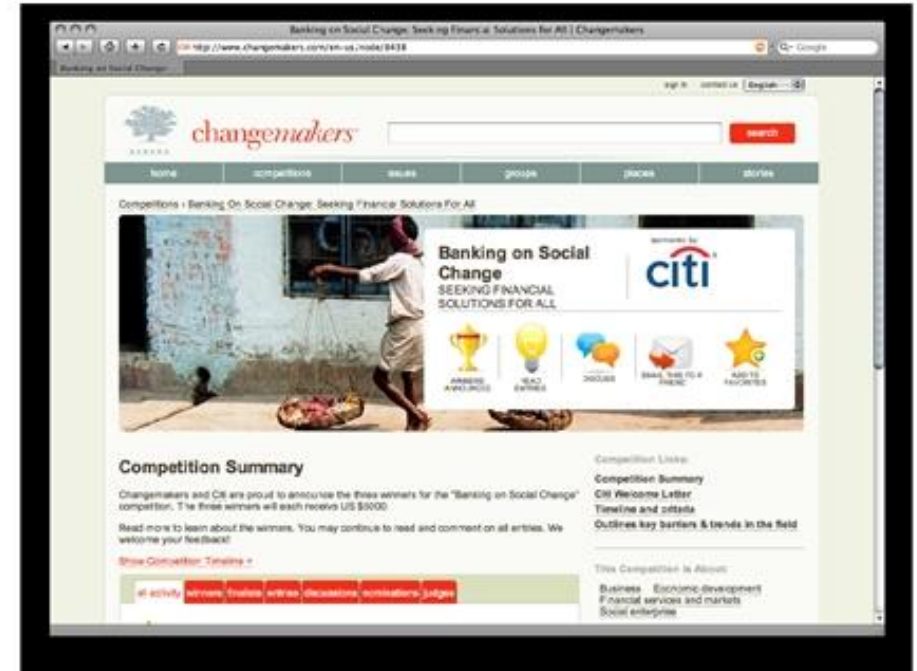 Banking on Social Change: Seeking Financial Solutions for All | Changemakers
http://www.changemakers.com/en-us/node/8438
Google
Banking on Social Change:
sign in contact us English
changemakers
search
home competitions issues groups places stories
Competitions › Banking On Social Change: Seeking Financial Solutions For All
Banking on Social
Change
SEEKING FINANCIAL
SOLUTIONS FOR ALL
sponsored by
citi
WINNERS
ANNOUNCED
READ
ENTRIES
DISCUSS
EMAIL THIS TO A
FRIEND
ADD TO
FAVORITES
Competition Summary
Changemakers and Citi are proud to announce the three winners for the "Banking on Social Change"
competition. The three winners will each receive US $5000.
Read more to learn about the winners. You may continue to read and comment on all entries. We
welcome your feedback!
Show Competition Timeline
all activity winners finalists entries discussions nominations judges
Competition Links:
Competition Summary
Citi Welcome Letter
Timeline and criteria
Outlines key barriers & trends in the field
This Competition is About:
Business Economic development
Financial services and markets
Social enterprise